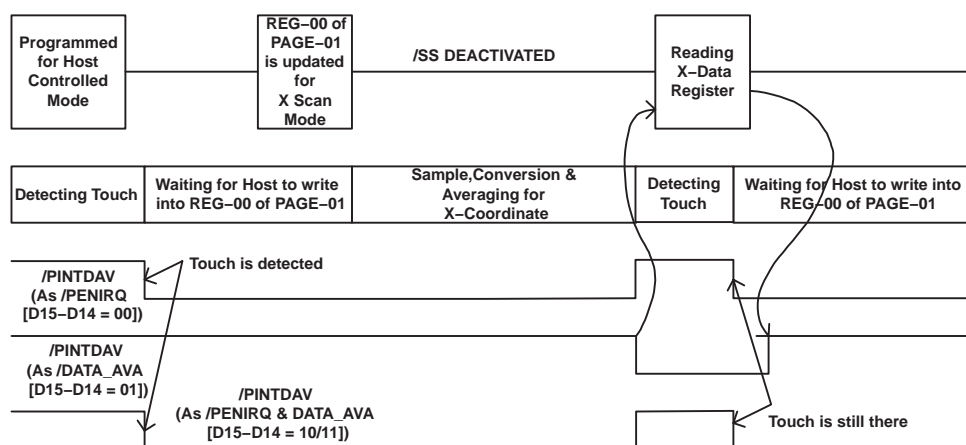 Programmed
for Host
Controlled
Mode
REG–00 of
PAGE–01
is updated
for
X Scan
Mode
/SS DEACTIVATED
Reading
X–Data
Register
Detecting Touch
Waiting for Host to write
into REG–00 of PAGE–01
Sample,Conversion &
Averaging for
X–Coordinate
Detecting
Touch
Waiting for Host to write into
REG–00 of PAGE–01
Touch is detected
/PINTDAV
(As /PENIRQ
[D15–D14 = 00])
/PINTDAV
(As /DATA_AVA
[D15–D14 = 01])
/PINTDAV
(As /PENIRQ & DATA_AVA
[D15–D14 = 10/11])
Touch is still there